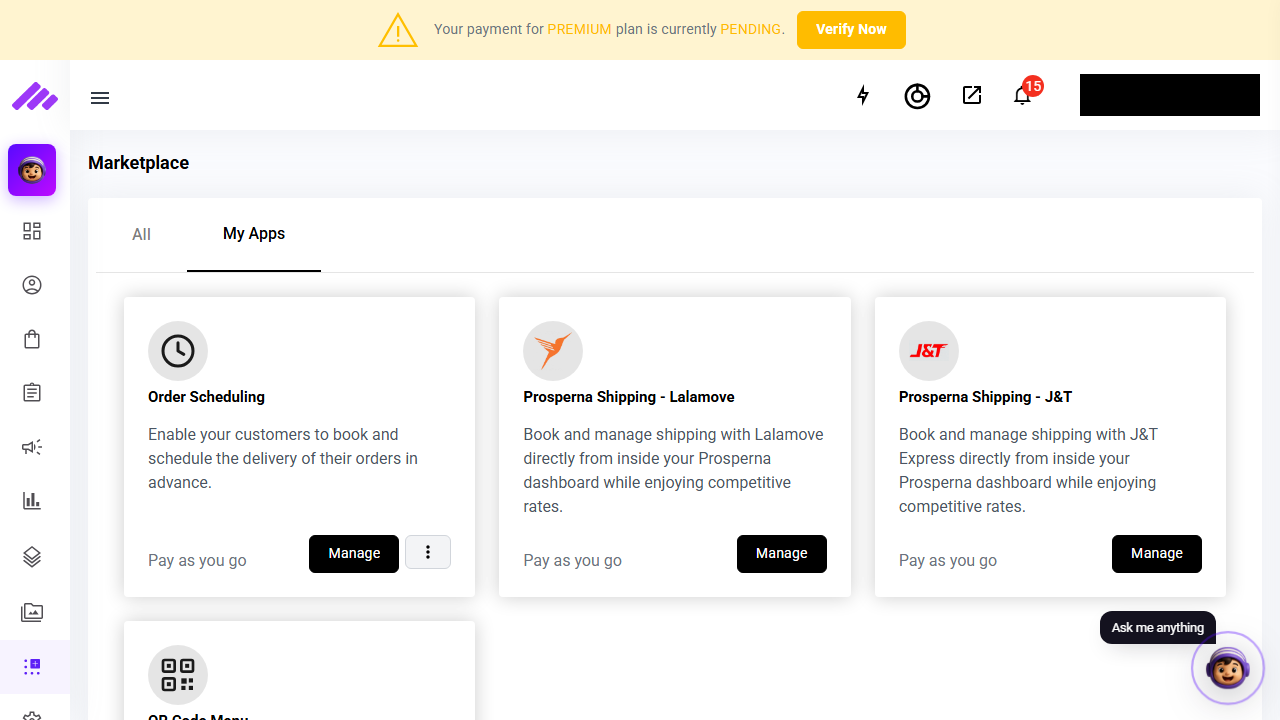 Your payment for PREMIUM plan is currently PENDING. Verify Now
15
Marketplace
All My Apps
Order Scheduling
Enable your customers to book and
schedule the delivery of their orders in
advance.
Pay as you go Manage
Prosperna Shipping - Lalamove
Book and manage shipping with Lalamove
directly from inside your Prosperna
dashboard while enjoying competitive
rates.
Pay as you go Manage
J&T
Prosperna Shipping - J&T
Book and manage shipping with J&T
Express directly from inside your
Prosperna dashboard while enjoying
competitive rates.
Pay as you go Manage
QR Code Menu
Ask me anything